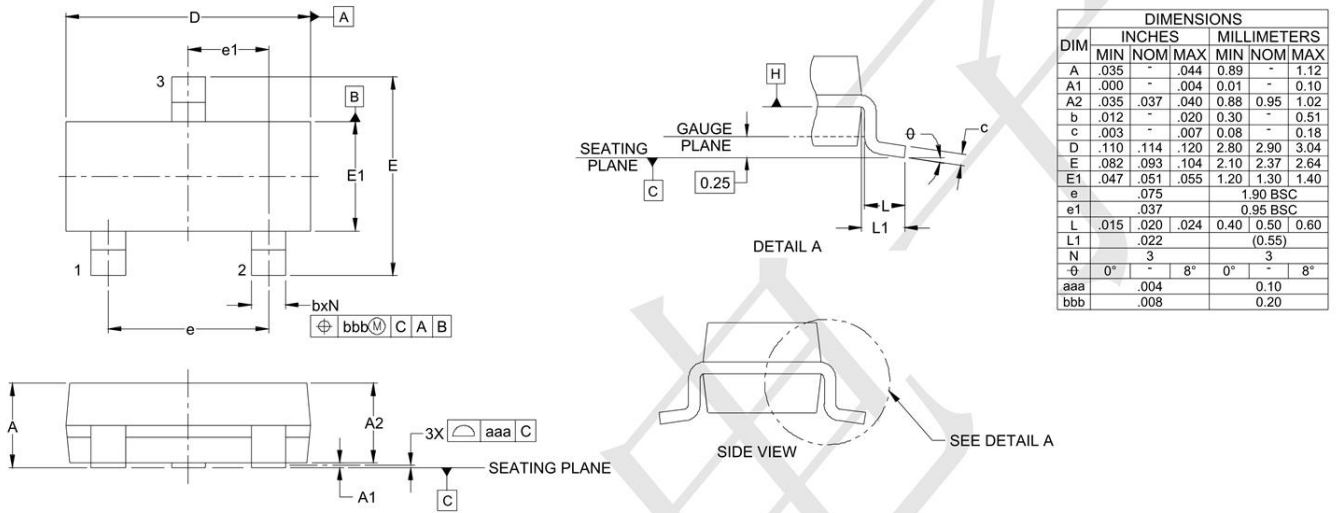 D
A
e1
3
B
E1
E
1
2
bxN
bbbⓂ C A B
e
A
A2
3X aaa C
SEATING PLANE
A1
C
H
GAUGE
PLANE
SEATING
PLANE
C
0.25
θ
c
L
L1
DETAIL A
SIDE VIEW
SEE DETAIL A
DIMENSIONS
DIM INCHES MILLIMETERS
MIN NOM MAX MIN NOM MAX
A .035 - .044 0.89 - 1.12
A1 .000 - .004 0.01 - 0.10
A2 .035 .037 .040 0.88 0.95 1.02
b .012 - .020 0.30 - 0.51
c .003 - .007 0.08 - 0.18
D .110 .114 .120 2.80 2.90 3.04
E .082 .093 .104 2.10 2.37 2.64
E1 .047 .051 .055 1.20 1.30 1.40
e .075 1.90 BSC
e1 .037 0.95 BSC
L .015 .020 .024 0.40 0.50 0.60
L1 .022 (0.55)
N 3 3
θ 0° - 8° 0° - 8°
aaa .004 0.10
bbb .008 0.20